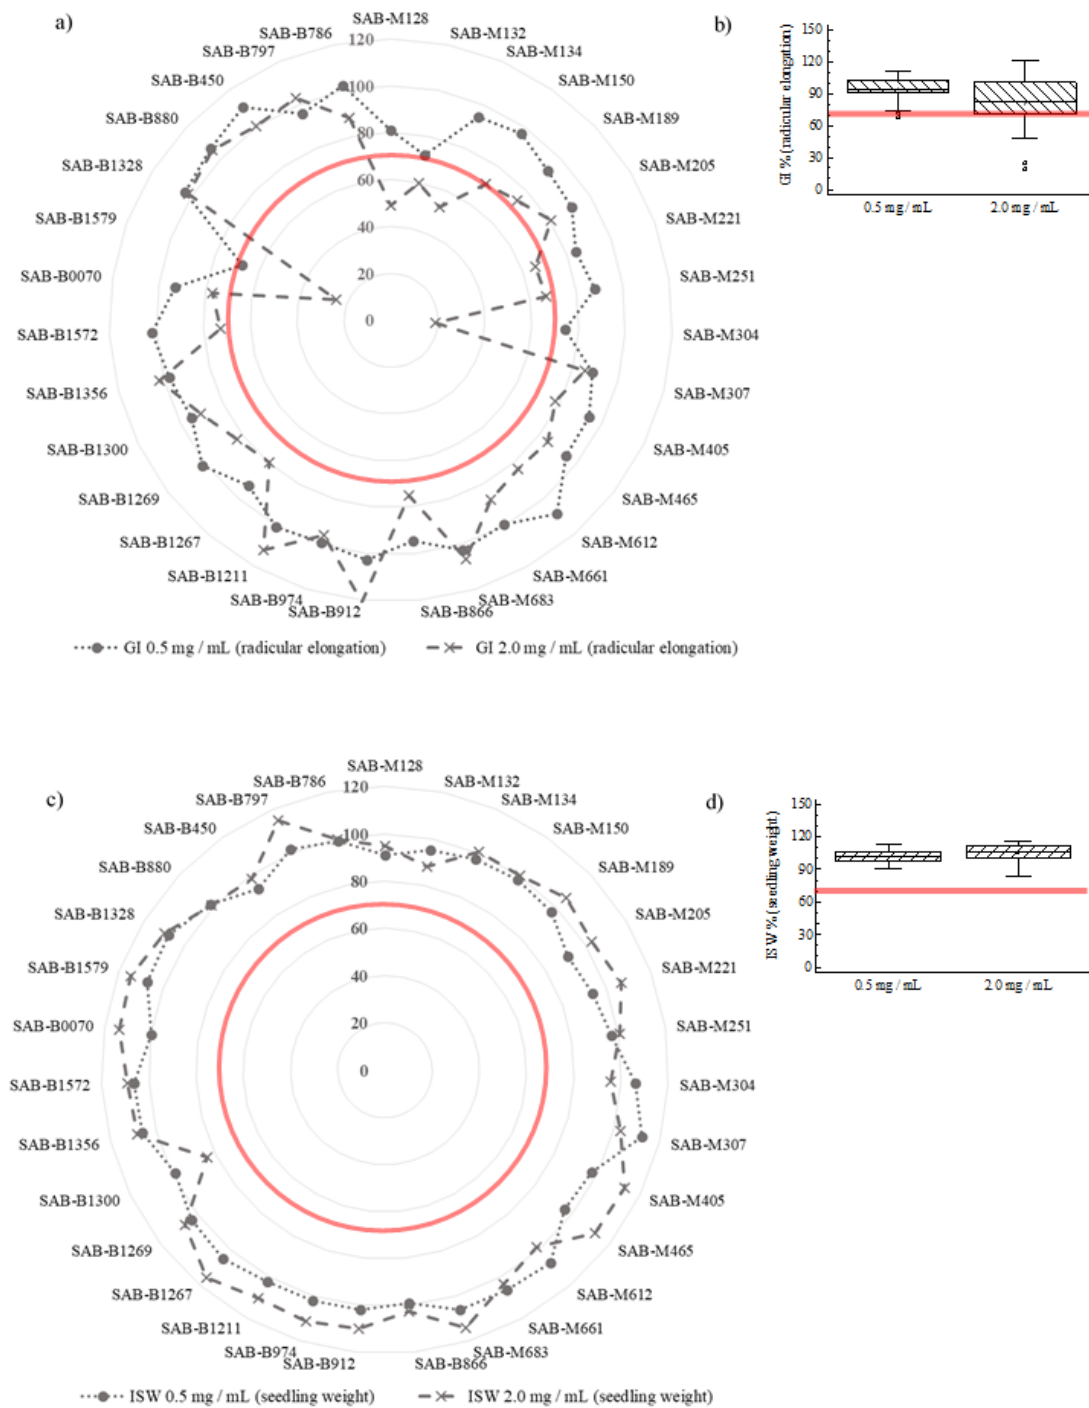 a)
SAB-M128
SAB-M132
SAB-M134
SAB-M150
SAB-M189
SAB-M205
SAB-M221
SAB-M251
SAB-M304
SAB-M307
SAB-M405
SAB-M465
SAB-M612
SAB-M661
SAB-M683
SAB-B866
SAB-B912
SAB-B974
SAB-B1211
SAB-B1267
SAB-B1269
SAB-B1300
SAB-B1356
SAB-B1572
SAB-B0070
SAB-B1579
SAB-B1328
SAB-B880
SAB-B450
SAB-B797
SAB-B786
120
100
80
60
40
20
0
GI 0.5 mg / mL (radicular elongation)
GI 2.0 mg / mL (radicular elongation)
b)
GI % (radicular elongation)
150
120
90
60
30
0
0.5 mg / mL
2.0 mg / mL
c)
SAB-M128
SAB-M132
SAB-M134
SAB-M150
SAB-M189
SAB-M205
SAB-M221
SAB-M251
SAB-M304
SAB-M307
SAB-M405
SAB-M465
SAB-M612
SAB-M661
SAB-M683
SAB-B866
SAB-B912
SAB-B974
SAB-B1211
SAB-B1267
SAB-B1269
SAB-B1300
SAB-B1356
SAB-B1572
SAB-B0070
SAB-B1579
SAB-B1328
SAB-B880
SAB-B450
SAB-B797
SAB-B786
120
100
80
60
40
20
0
ISW 0.5 mg / mL (seedling weight)
ISW 2.0 mg / mL (seedling weight)
d)
ISW % (seedling weight)
150
120
90
60
30
0
0.5 mg / mL
2.0 mg / mL